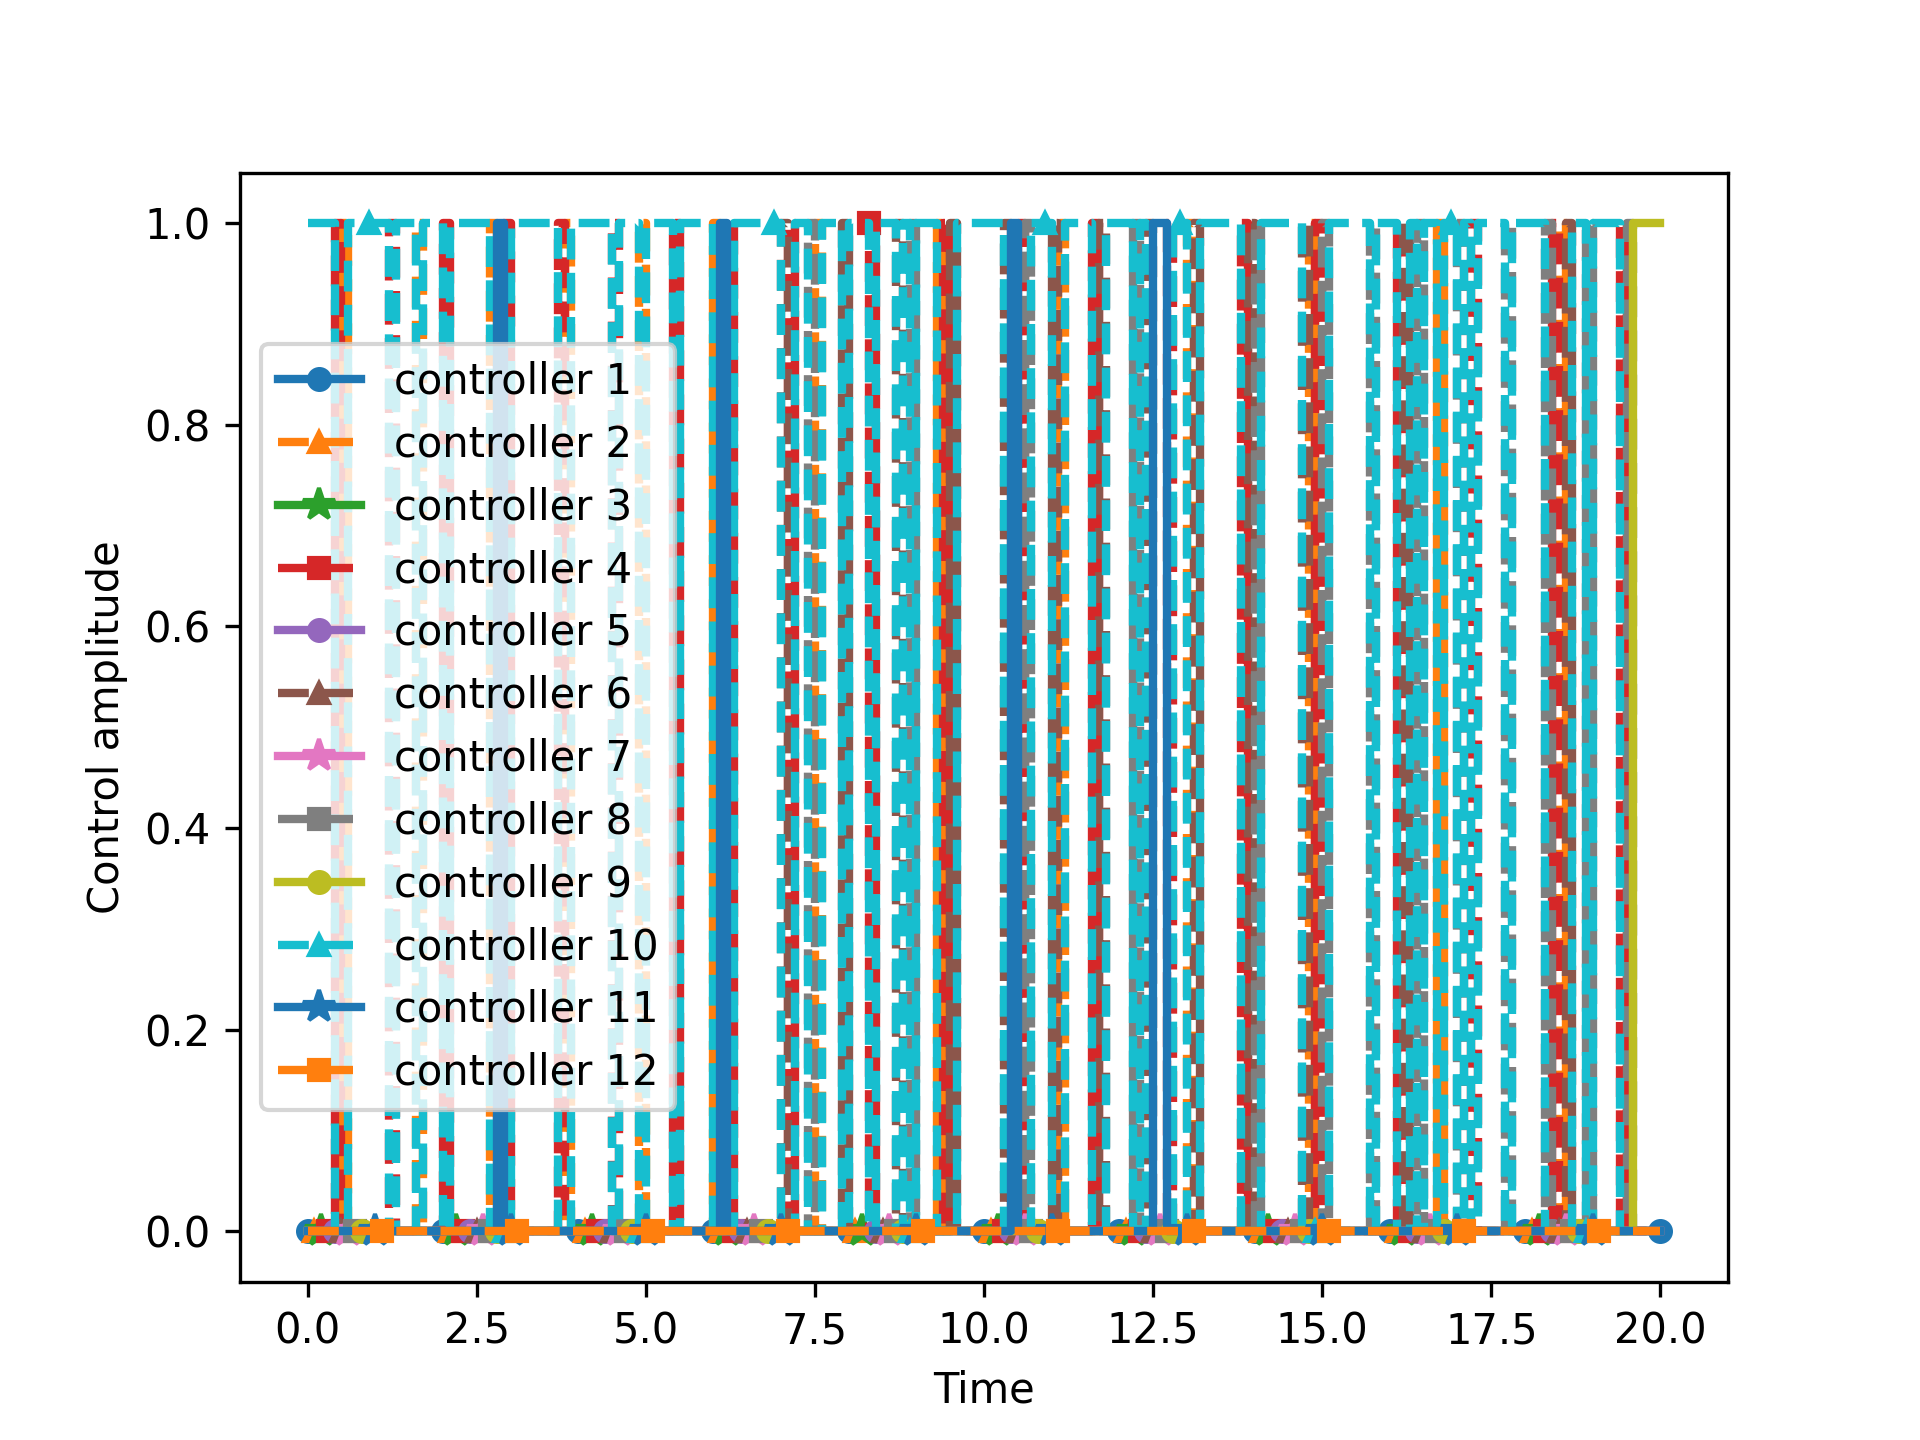 1.0
0.8
0.6
0.4
0.2
0.0
Control amplitude
controller 1
controller 2
controller 3
controller 4
controller 5
controller 6
controller 7
controller 8
controller 9
controller 10
controller 11
controller 12
0.0 2.5 5.0 7.5 10.0 12.5 15.0 17.5 20.0
Time